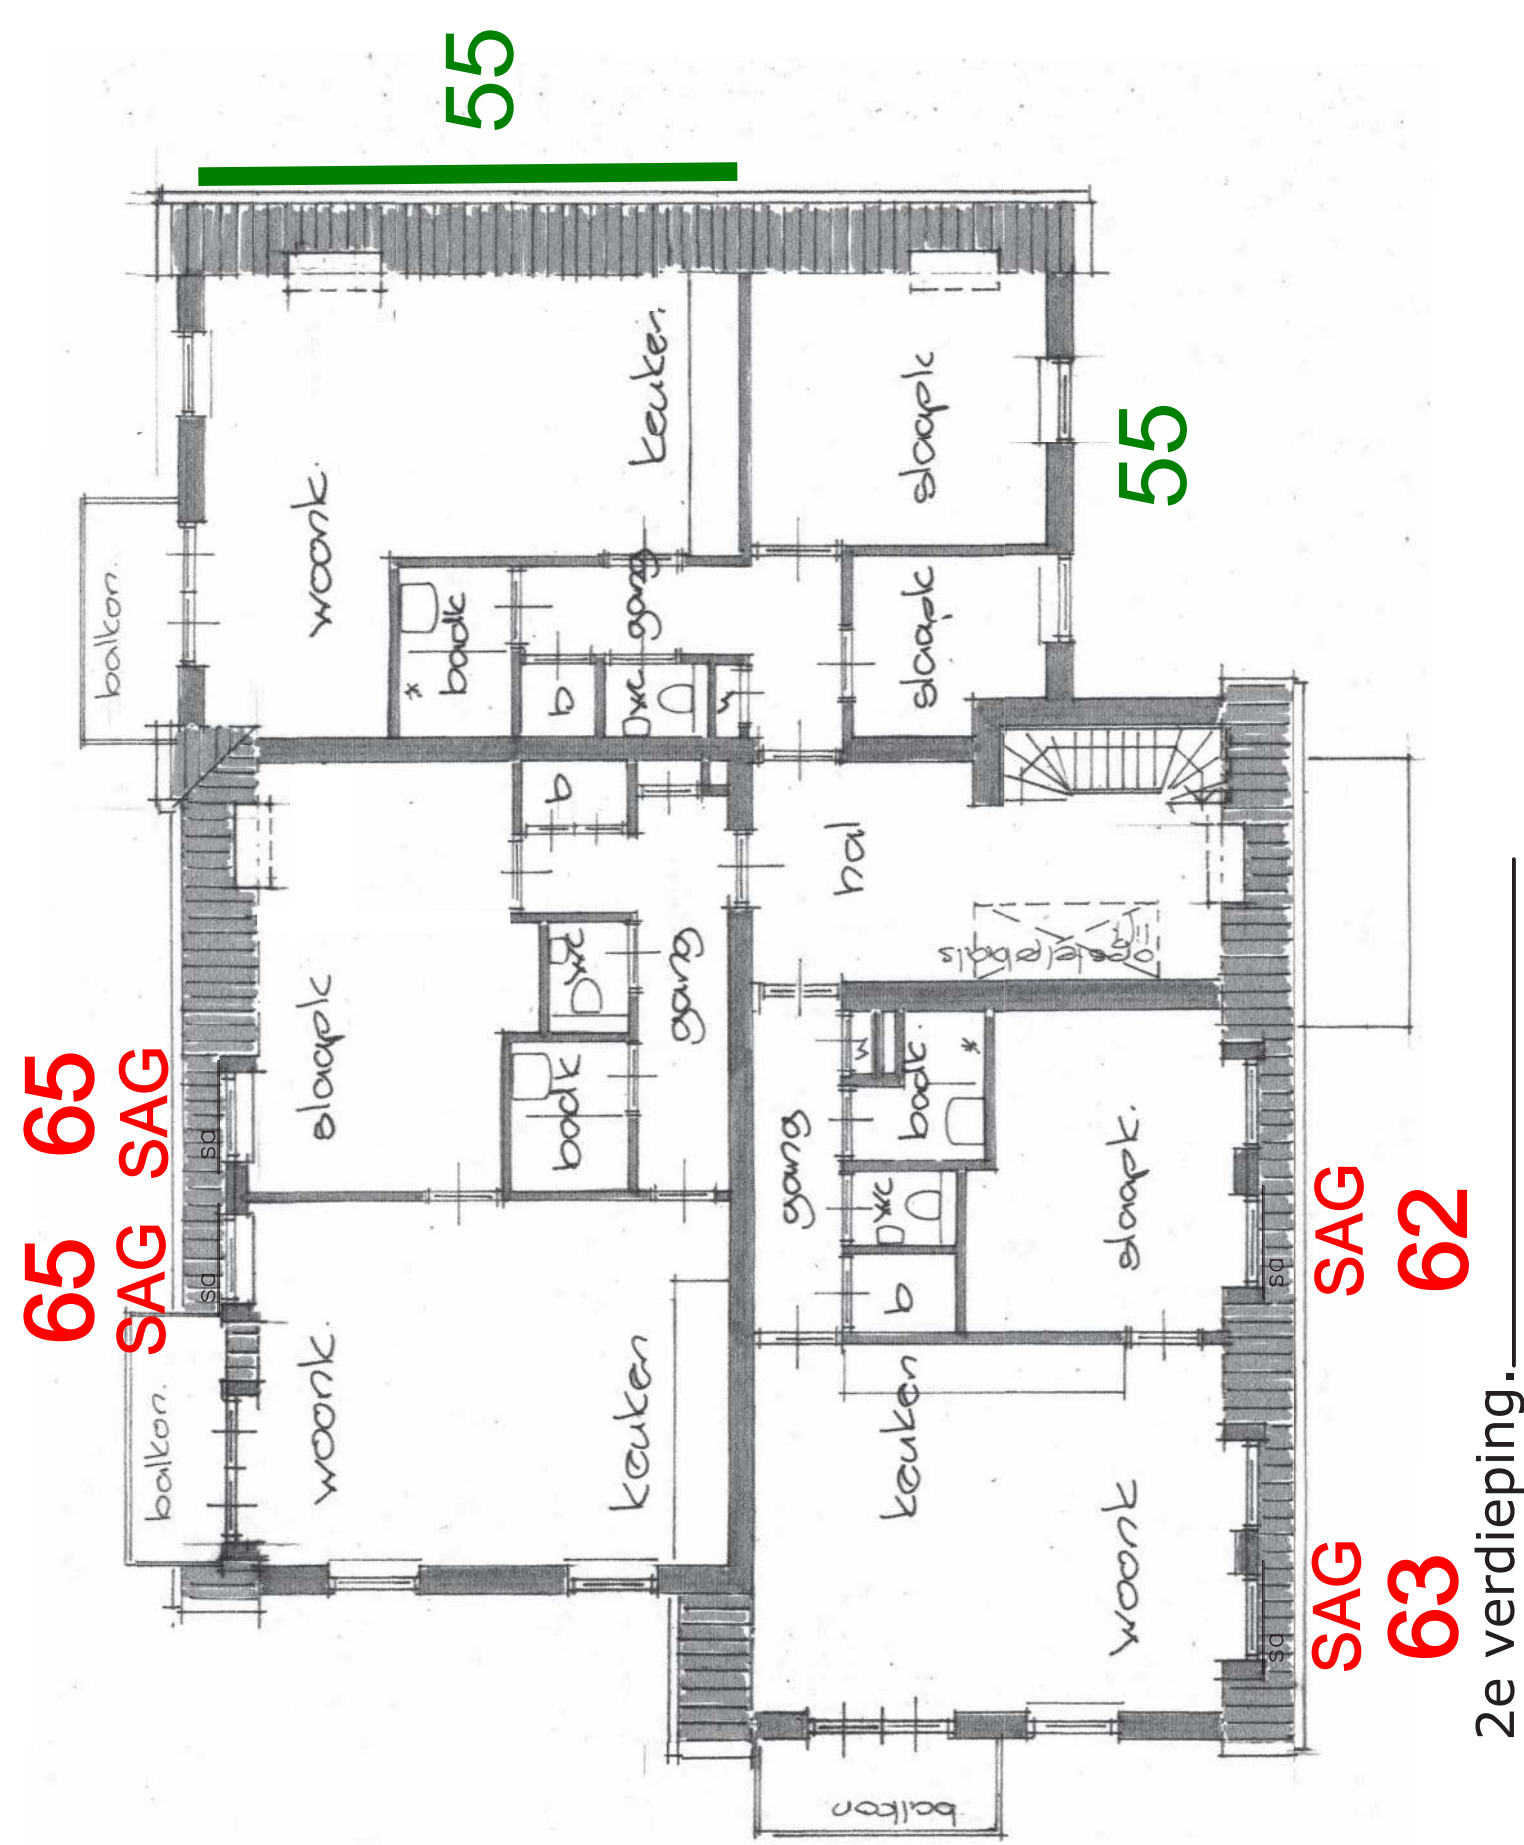 55
balkon.
woonk.
keuken.
slaapk
55
badk
gang
slaapk
b
wc
b
hal
slaapk
wc
gang
badk
65 65
SAG SAG
sd
sd
balkon.
woonk.
keuken
gang
badk.
wc
b
slaapk.
keuken
woonk
sd
sd
SAG
62
SAG
63
balkon
2e verdieping.